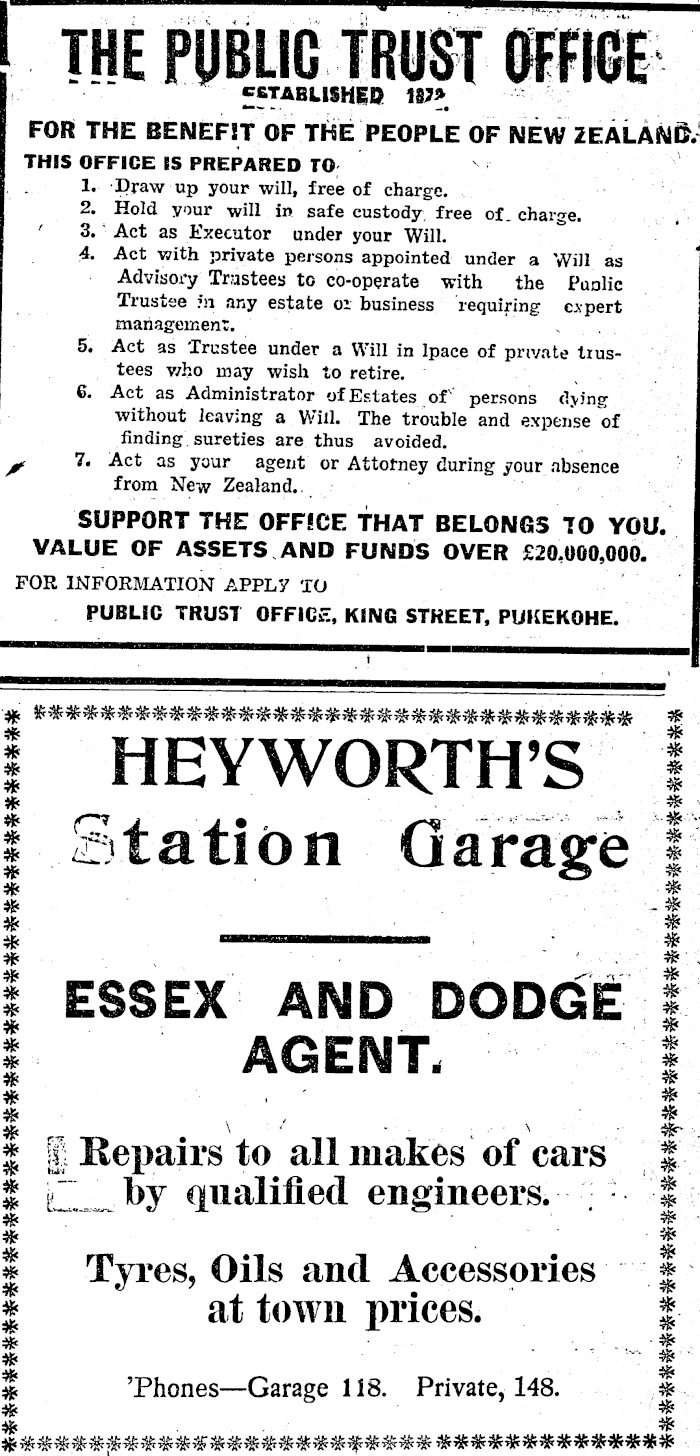 THE PUBLIC TRUST OFFICE
ESTABLISHED 1872.
FOR THE BENEFIT OF THE PEOPLE OF NEW ZEALAND.
THIS OFFICE IS PREPARED TO
1. Draw up your will, free of charge.
2. Hold your will in safe custody free of charge.
3. Act as Executor under your Will.
4. Act with private persons appointed under a Will as
Advisory Trustees to co-operate with the Public
Trustee in any estate or business requiring expert
management.
5. Act as Trustee under a Will in lpace of private trus-
tees who may wish to retire.
6. Act as Administrator of Estates of persons dying
without leaving a Will. The trouble and expense of
finding sureties are thus avoided.
7. Act as your agent or Attorney during your absence
from New Zealand.
SUPPORT THE OFFICE THAT BELONGS TO YOU.
VALUE OF ASSETS AND FUNDS OVER £20,000,000.
FOR INFORMATION APPLY TO
PUBLIC TRUST OFFICE, KING STREET, PUKEKOHE.
HEYWORTH'S
Station Garage
ESSEX AND DODGE
AGENT.
Repairs to all makes of cars
by qualified engineers.
Tyres, Oils and Accessories
at town prices.
'Phones—Garage 118. Private, 148.